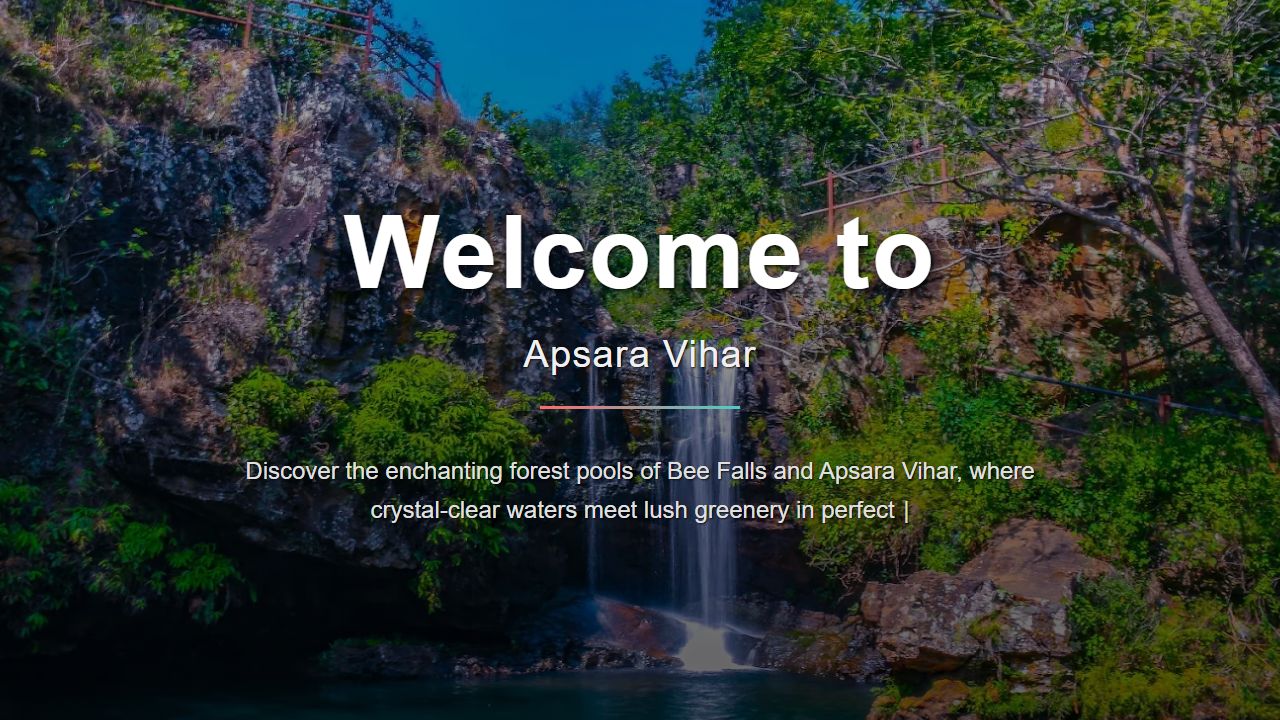 Welcome to
Apsara Vihar
Discover the enchanting forest pools of Bee Falls and Apsara Vihar, where
crystal-clear waters meet lush greenery in perfect |